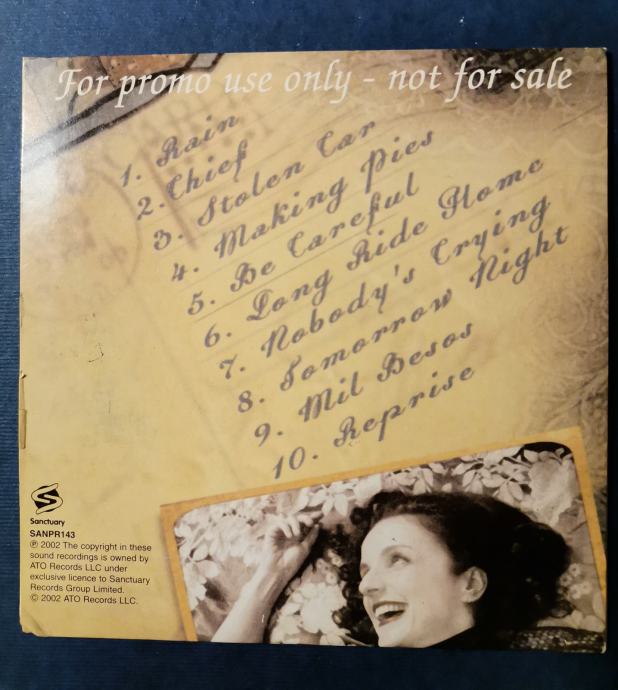 For promo use only - not for sale
1. Rain
2. Chief
3. Stolen Car
4. Making Pies
5. Be Careful
6. Long Ride Home
7. Nobody's Crying
8. Tomorrow Night
9. Mil Besos
10. Reprise
Sanctuary
SANPR143
℗ 2002 The copyright in these
sound recordings is owned by
ATO Records LLC under
exclusive licence to Sanctuary
Records Group Limited.
© 2002 ATO Records LLC.